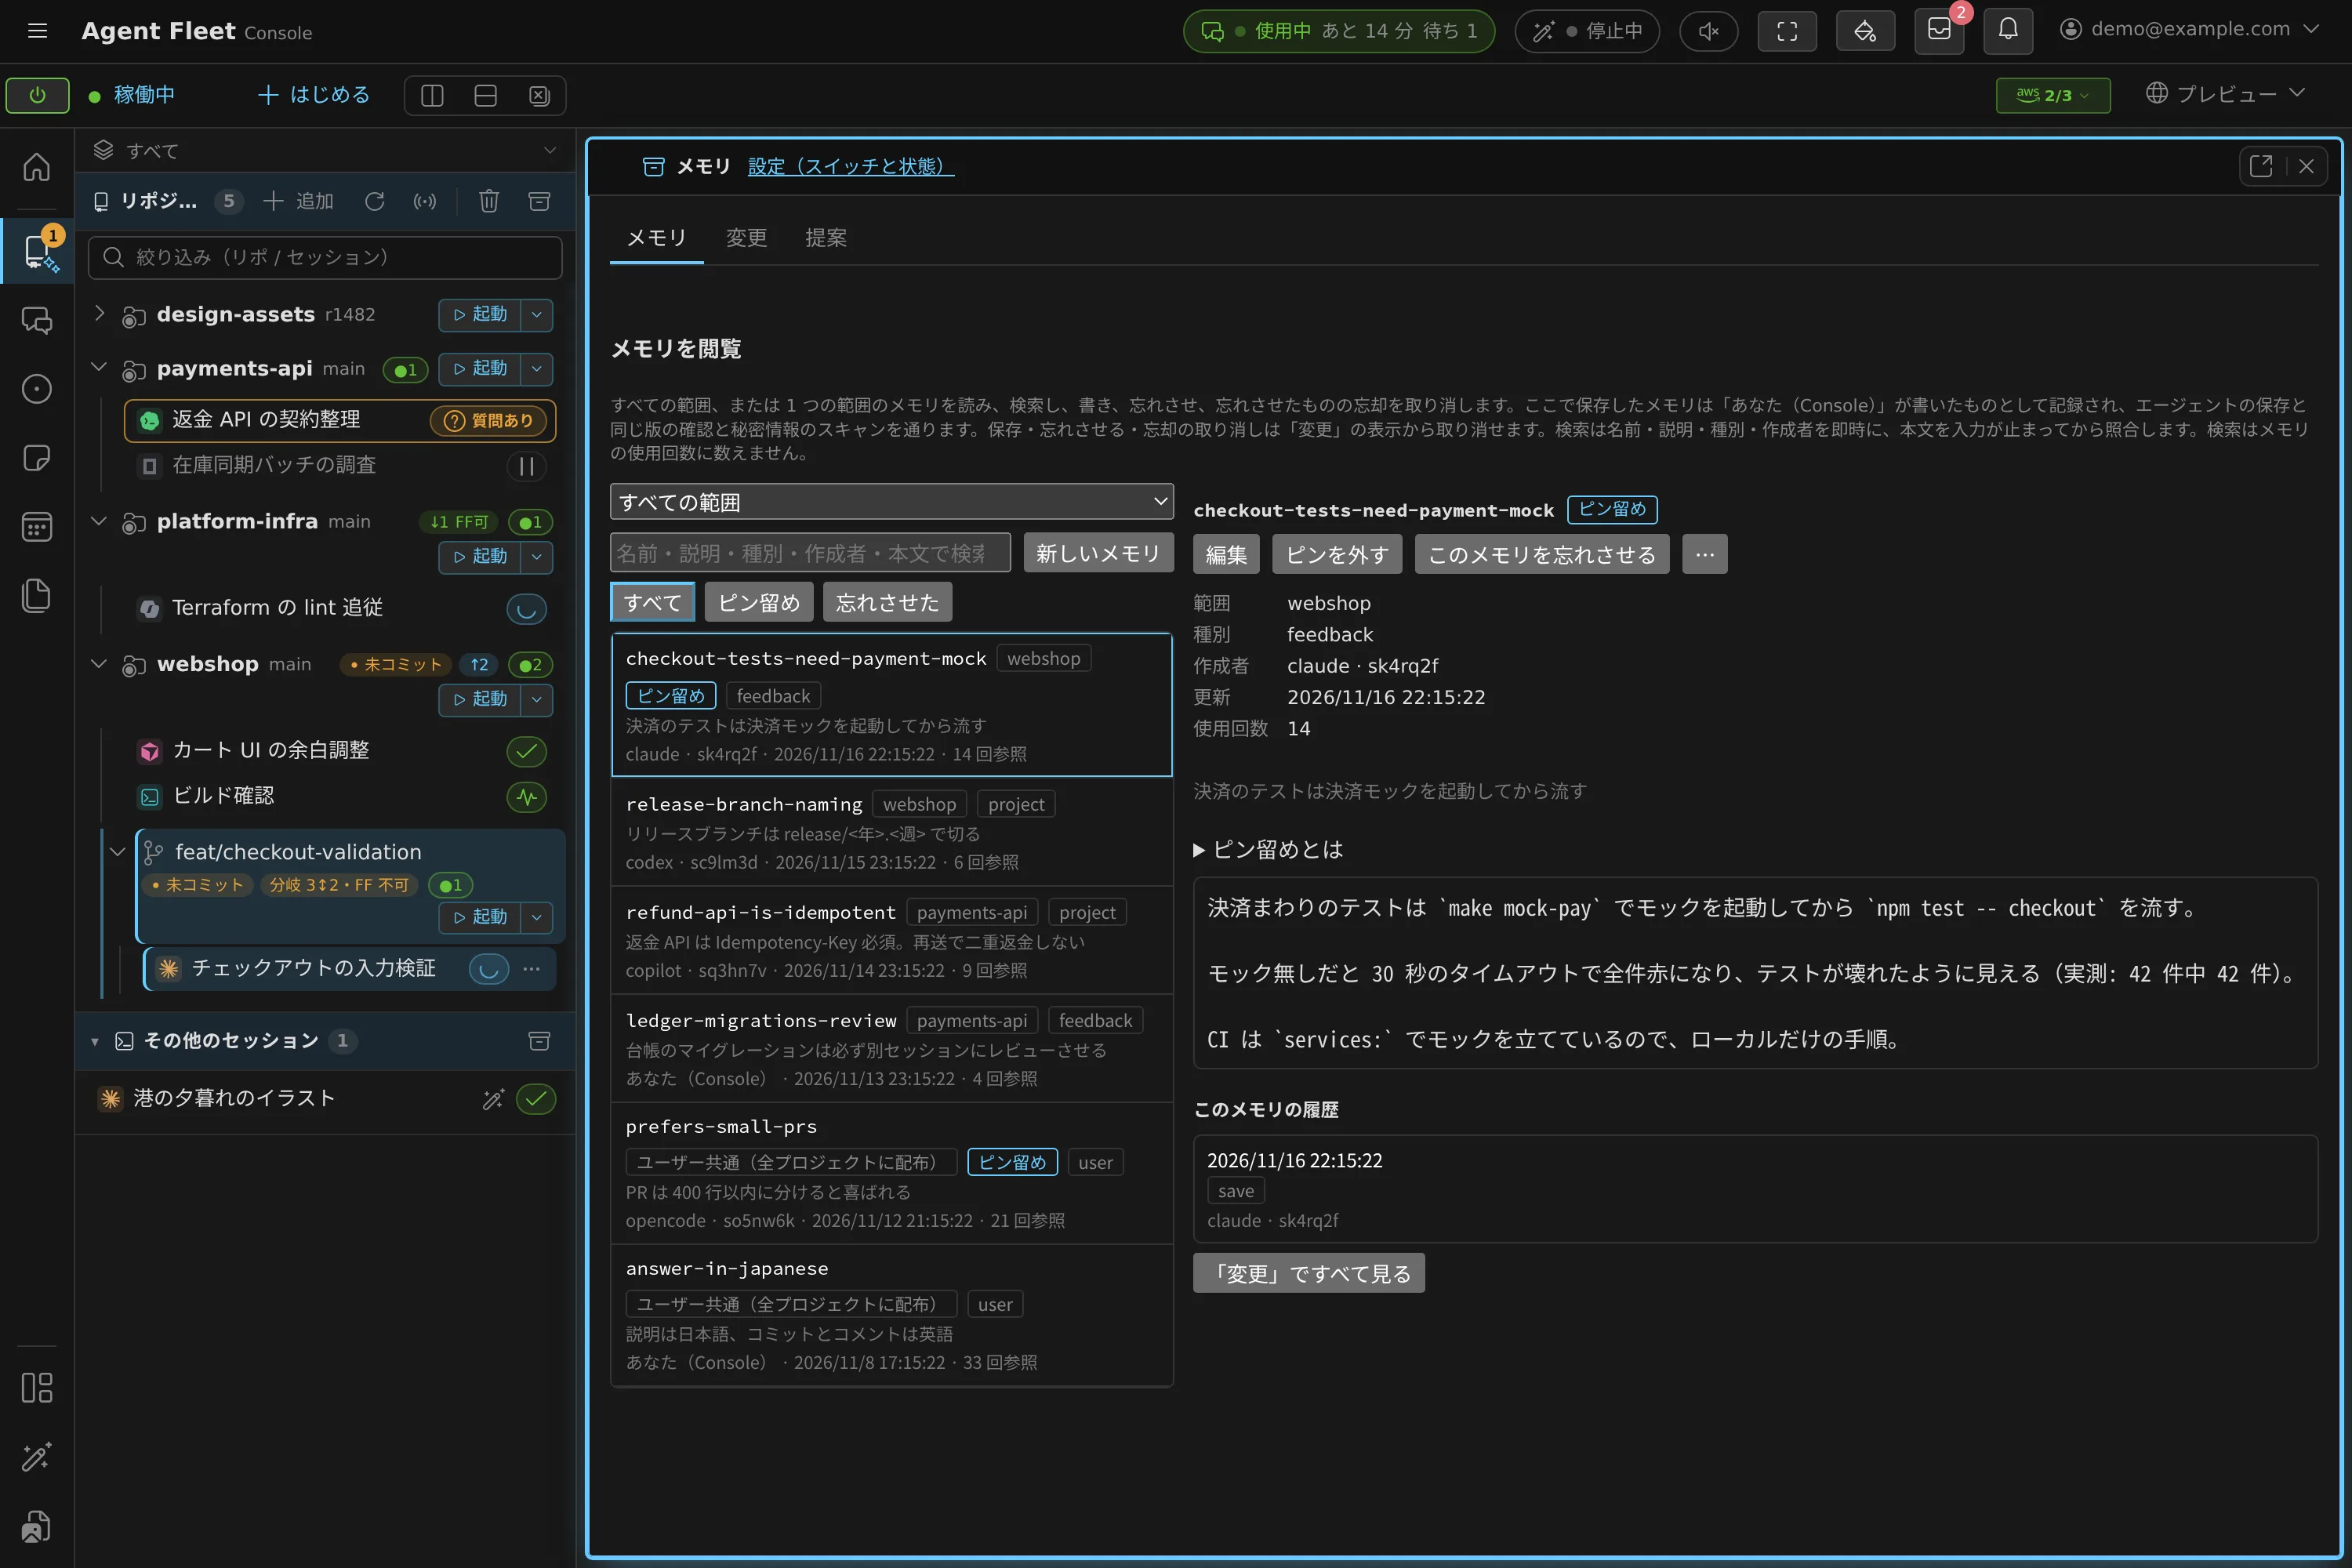 Agent Fleet Console
使用中 あと 14 分 待ち 1
停止中
2
demo@example.com
稼働中
はじめる
aws 2/3
プレビュー
1
すべて
リポジ... 5 追加
絞り込み（リポ / セッション）
design-assets r1482 起動
payments-api main 1 起動
返金 API の契約整理 質問あり
在庫同期バッチの調査
platform-infra main ↓1 FF可 1
起動
Terraform の lint 追従
webshop main • 未コミット ↑2 2
起動
カート UI の余白調整
ビルド確認
feat/checkout-validation
• 未コミット 分岐 3↕2・FF 不可 1
起動
チェックアウトの入力検証 …
その他のセッション 1
港の夕暮れのイラスト
メモリ 設定（スイッチと状態）
メモリ 変更 提案
メモリを閲覧
すべての範囲、または 1 つの範囲のメモリを読み、検索し、書き、忘れさせ、忘れさせたものの忘却を取り消します。ここで保存したメモリは「あなた（Console）」が書いたものとして記録され、エージェントの保存と
同じ版の確認と秘密情報のスキャンを通ります。保存・忘れさせる・忘却の取り消しは「変更」の表示から取り消せます。検索は名前・説明・種別・作成者を即時に、本文を入力が止まってから照合します。検索はメモリ
の使用回数に数えません。
すべての範囲
名前・説明・種別・作成者・本文で検索
新しいメモリ
すべて ピン留め 忘れさせた
checkout-tests-need-payment-mock webshop
ピン留め feedback
決済のテストは決済モックを起動してから流す
claude · sk4rq2f · 2026/11/16 22:15:22 · 14 回参照
release-branch-naming webshop project
リリースブランチは release/<年>.<週> で切る
codex · sc9lm3d · 2026/11/15 23:15:22 · 6 回参照
refund-api-is-idempotent payments-api project
返金 API は Idempotency-Key 必須。再送で二重返金しない
copilot · sq3hn7v · 2026/11/14 23:15:22 · 9 回参照
ledger-migrations-review payments-api feedback
台帳のマイグレーションは必ず別セッションにレビューさせる
あなた（Console） · 2026/11/13 23:15:22 · 4 回参照
prefers-small-prs
ユーザー共通（全プロジェクトに配布） ピン留め user
PR は 400 行以内に分けると喜ばれる
opencode · so5nw6k · 2026/11/12 21:15:22 · 21 回参照
answer-in-japanese
ユーザー共通（全プロジェクトに配布） user
説明は日本語、コミットとコメントは英語
あなた（Console） · 2026/11/8 17:15:22 · 33 回参照
checkout-tests-need-payment-mock ピン留め
編集 ピンを外す このメモリを忘れさせる …
範囲 webshop
種別 feedback
作成者 claude · sk4rq2f
更新 2026/11/16 22:15:22
使用回数 14
決済のテストは決済モックを起動してから流す
▶ ピン留めとは
決済まわりのテストは `make mock-pay` でモックを起動してから `npm test -- checkout` を流す。
モック無しだと 30 秒のタイムアウトで全件赤になり、テストが壊れたように見える（実測: 42 件中 42 件）。
CI は `services:` でモックを立てているので、ローカルだけの手順。
このメモリの履歴
2026/11/16 22:15:22
save
claude · sk4rq2f
「変更」ですべて見る